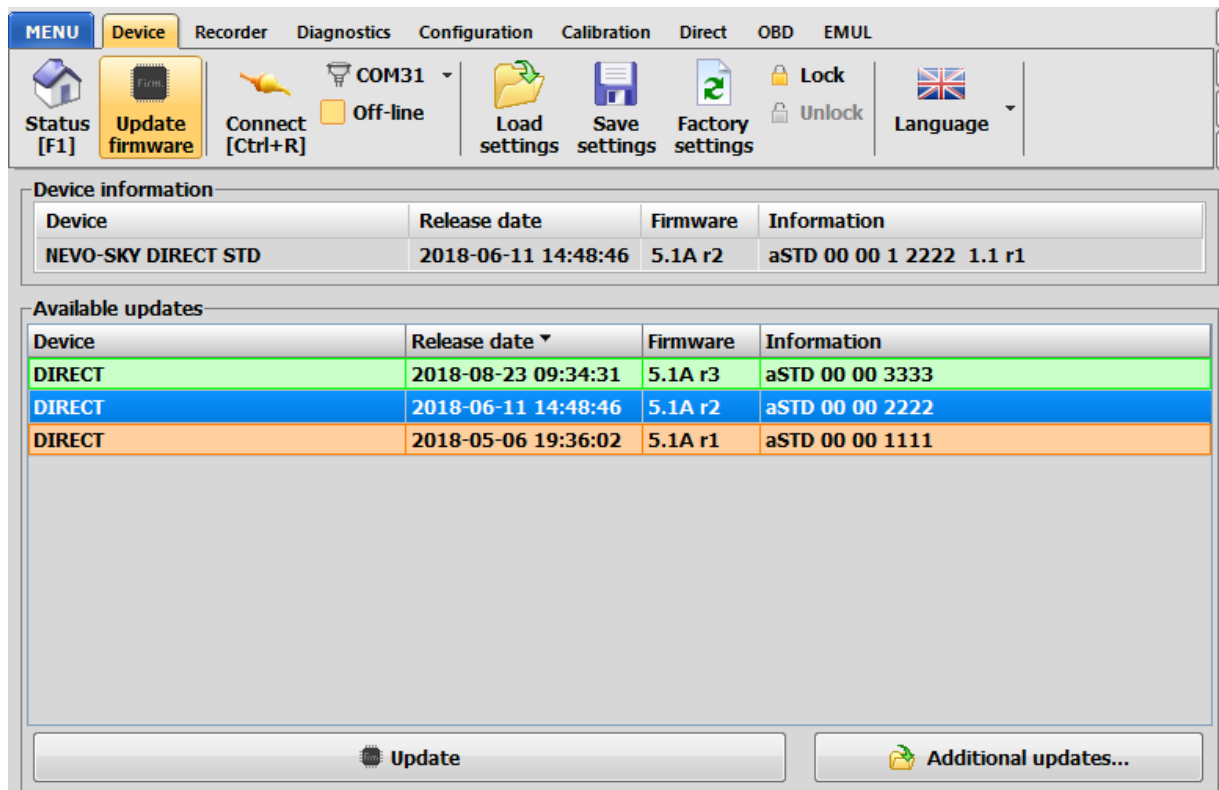 MENU Device Recorder Diagnostics Configuration Calibration Direct OBD EMUL
Status [F1]
Firm.
Update firmware
Connect [Ctrl+R]
COM31
Off-line
Load settings
Save settings
Factory settings
Lock
Unlock
Language
Device information
Device Release date Firmware Information
NEVO-SKY DIRECT STD 2018-06-11 14:48:46 5.1A r2 aSTD 00 00 1 2222 1.1 r1
Available updates
Device Release date Firmware Information
DIRECT 2018-08-23 09:34:31 5.1A r3 aSTD 00 00 3333
DIRECT 2018-06-11 14:48:46 5.1A r2 aSTD 00 00 2222
DIRECT 2018-05-06 19:36:02 5.1A r1 aSTD 00 00 1111
Update Additional updates...